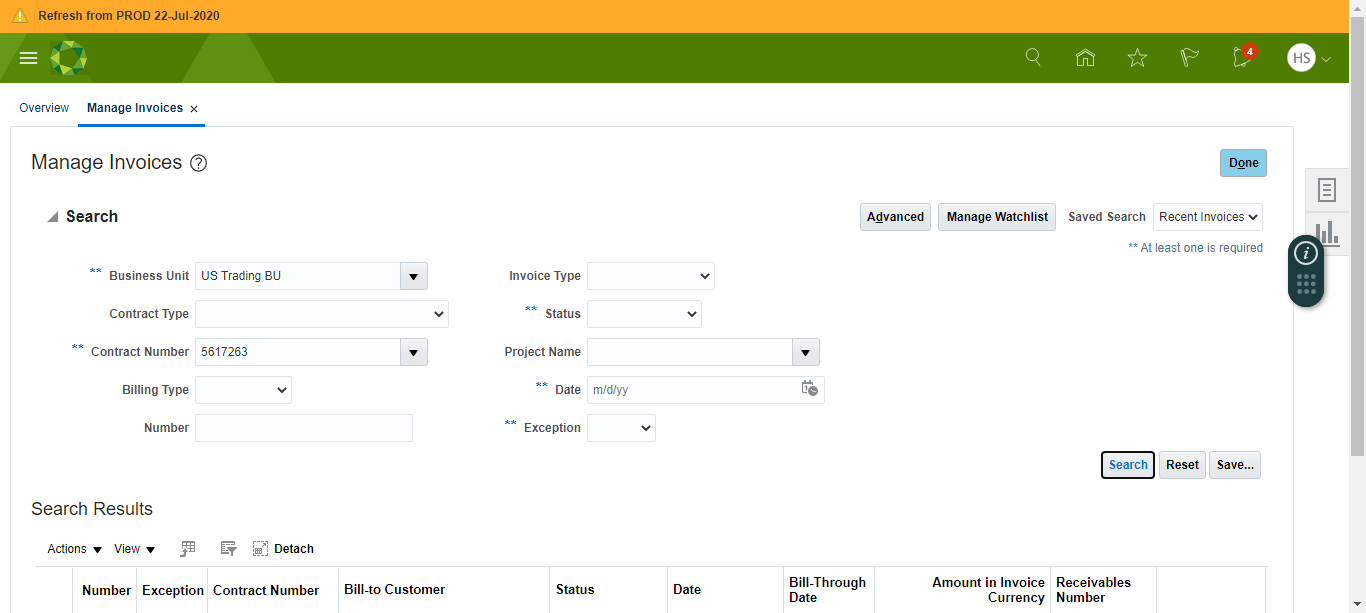 Refresh from PROD 22-Jul-2020
4
HS
Overview
Manage Invoices ×
Manage Invoices ?
Done
Search
Advanced
Manage Watchlist
Saved Search
Recent Invoices
** At least one is required
** Business Unit US Trading BU
Invoice Type
Contract Type
** Status
** Contract Number 5617263
Project Name
Billing Type
** Date m/d/yy
Number
** Exception
Search
Reset
Save...
Search Results
Actions
View
Detach
Number
Exception
Contract Number
Bill-to Customer
Status
Date
Bill-Through
Date
Amount in Invoice
Currency
Receivables
Number